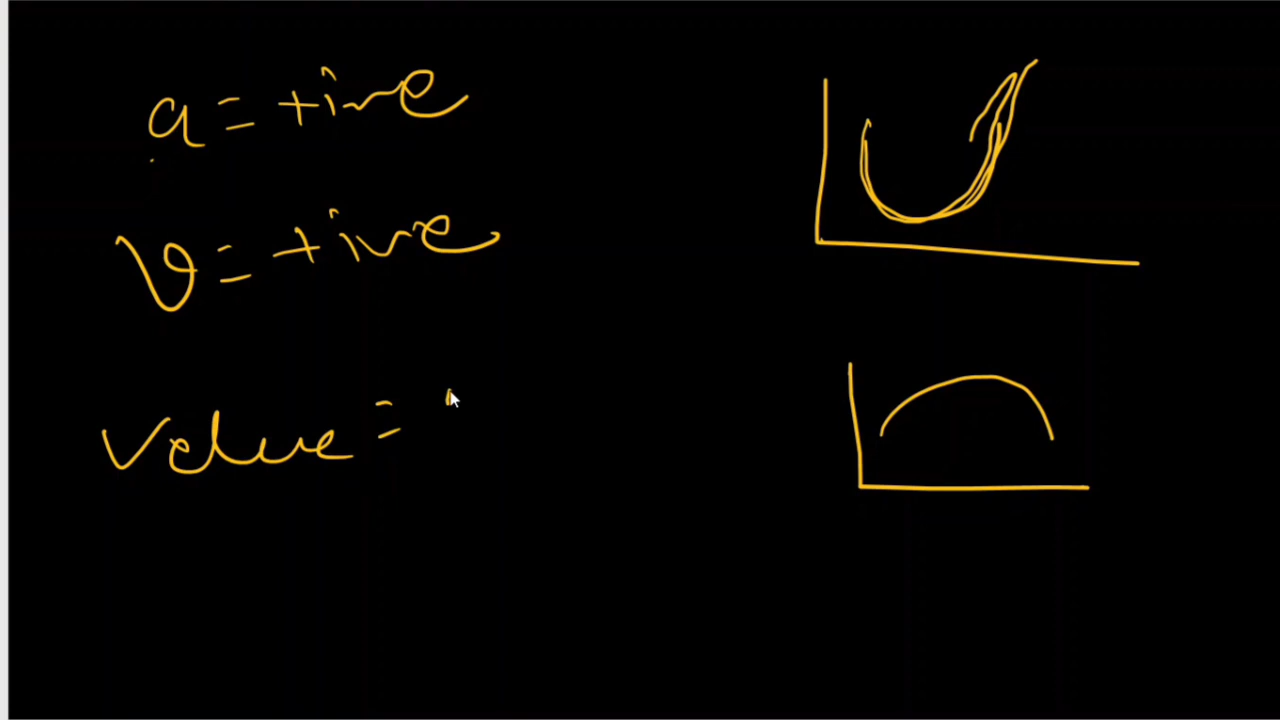 a = +ive
v = +ive
value =